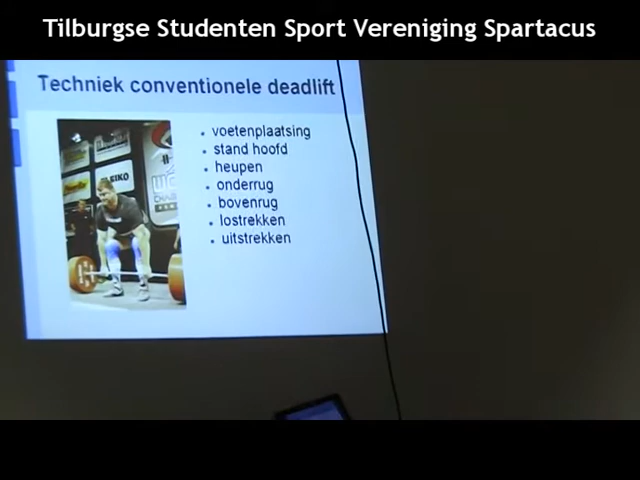 Tilburgse Studenten Sport Vereniging Spartacus
Techniek conventionele deadlift
• voetenplaatsing
• stand hoofd
• heupen
• onderrug
• bovenrug
• lostrekken
• uitstrekken